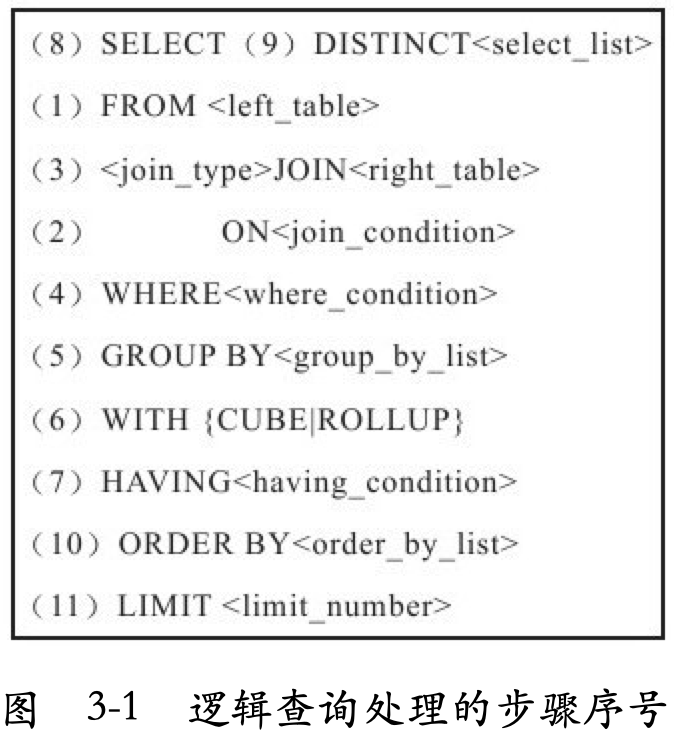 （8）SELECT（9）DISTINCT<select_list>
（1）FROM <left_table>
（3）<join_type>JOIN<right_table>
（2） ON<join_condition>
（4）WHERE<where_condition>
（5）GROUP BY<group_by_list>
（6）WITH {CUBE|ROLLUP}
（7）HAVING<having_condition>
（10）ORDER BY<order_by_list>
（11）LIMIT <limit_number>
图 3-1 逻辑查询处理的步骤序号